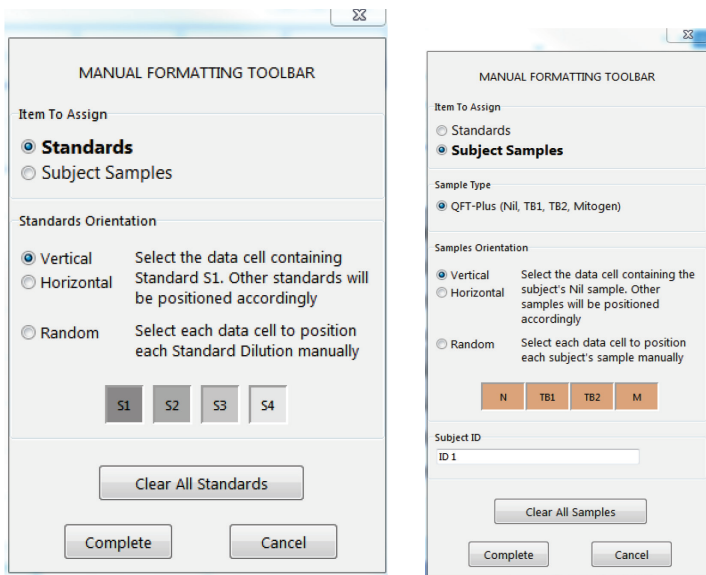 MANUAL FORMATTING TOOLBAR
Item To Assign
Standards
Subject Samples
Standards Orientation
Vertical
Horizontal
Select the data cell containing
Standard S1. Other standards will
be positioned accordingly
Random
Select each data cell to position
each Standard Dilution manually
S1 S2 S3 S4
Clear All Standards
Complete Cancel
MANUAL FORMATTING TOOLBAR
Item To Assign
Standards
Subject Samples
Sample Type
QFT-Plus (Nil, TB1, TB2, Mitogen)
Samples Orientation
Vertical
Horizontal
Select the data cell containing the
subject's Nil sample. Other
samples will be positioned
accordingly
Random
Select each data cell to position
each subject's sample manually
N TB1 TB2 M
Subject ID
ID 1
Clear All Samples
Complete Cancel